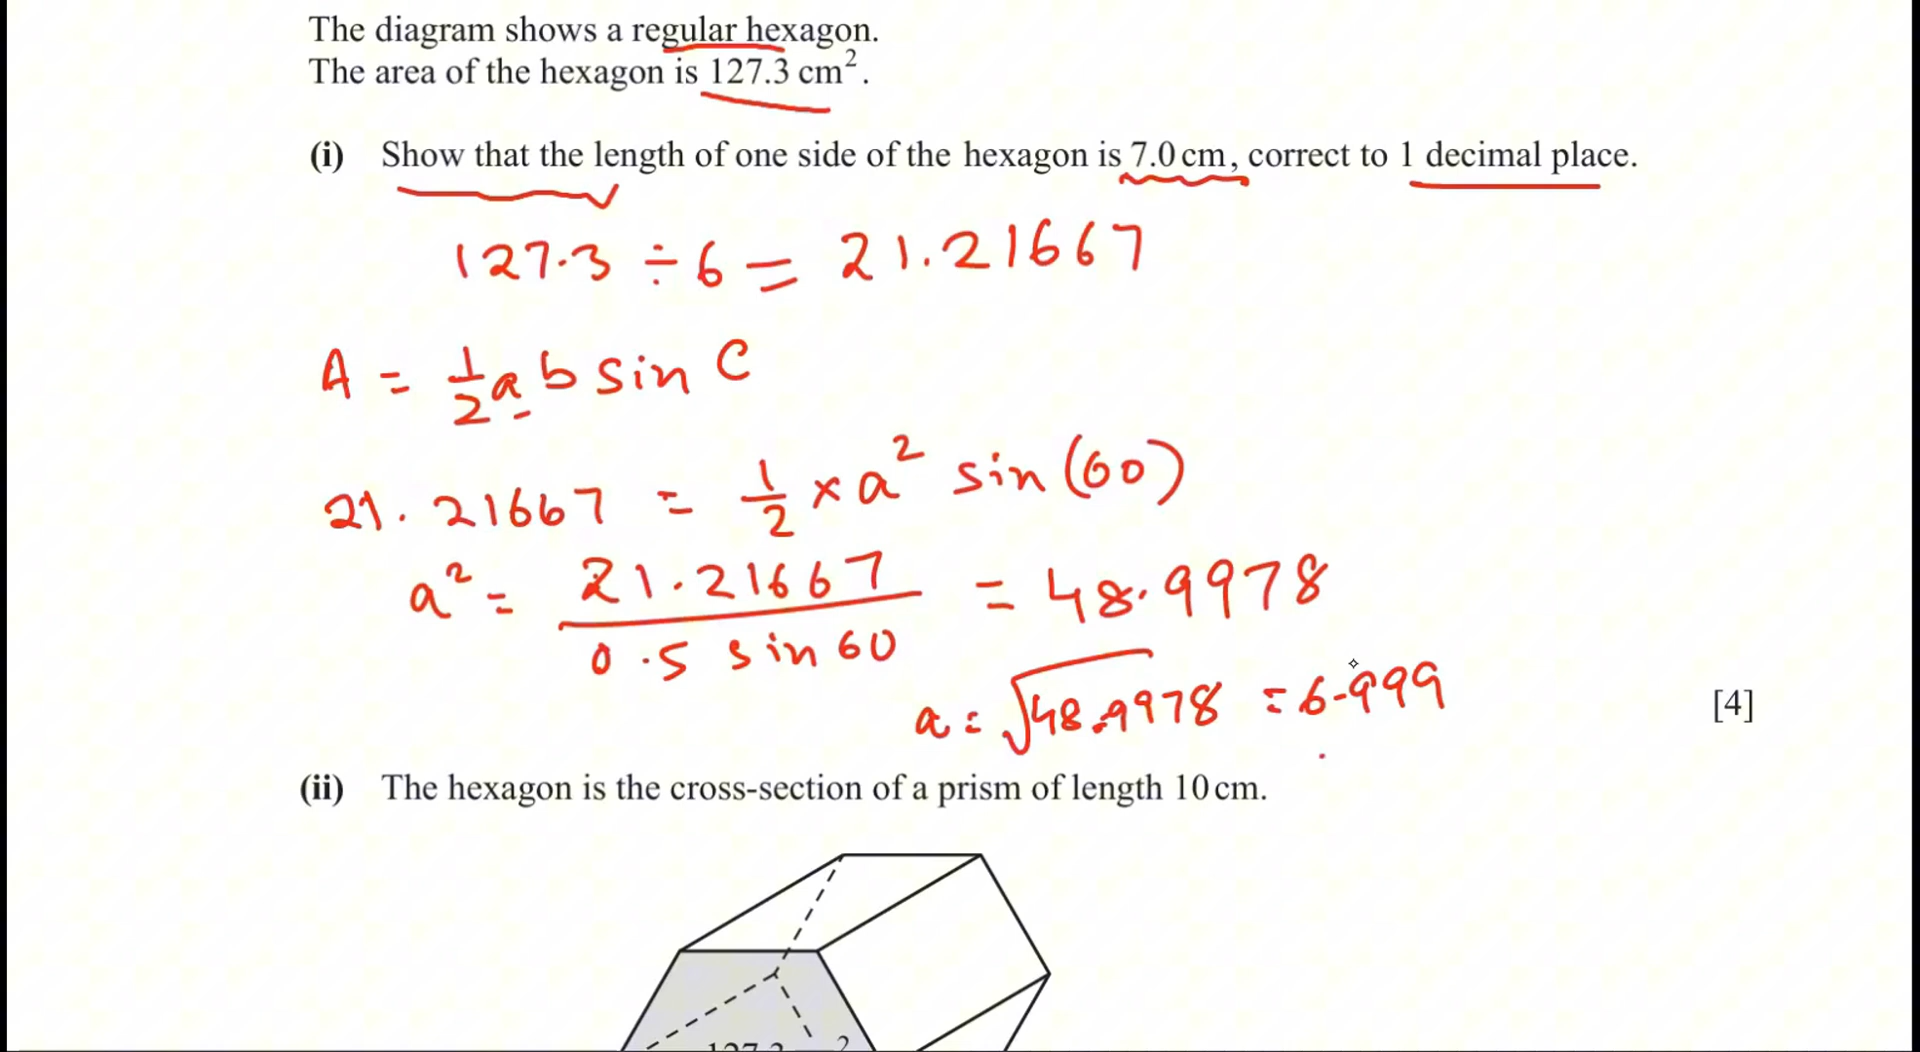 The diagram shows a regular hexagon.
The area of the hexagon is 127.3 cm².
(i) Show that the length of one side of the hexagon is 7.0 cm, correct to 1 decimal place.
127.3 ÷ 6 = 21.21667
A = 1/2 a b sin C
21.21667 = 1/2 × a² sin (60)
a² = 21.21667 / 0.5 sin 60 = 48.9978
a = √48.9978 = 6.999
[4]
(ii) The hexagon is the cross-section of a prism of length 10 cm.